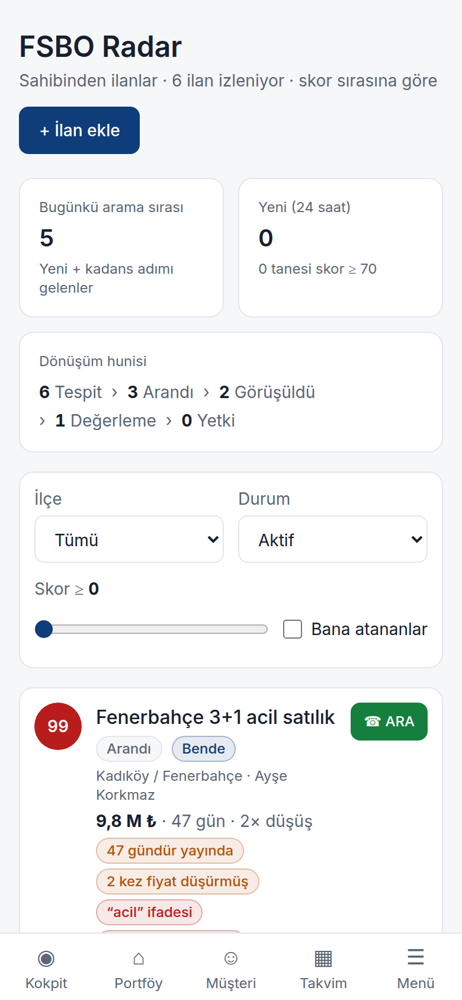 FSBO Radar
Sahibinden ilanlar · 6 ilan izleniyor · skor sırasına göre
+ İlan ekle
Bugünkü arama sırası
5
Yeni + kadans adımı
gelenler
Yeni (24 saat)
0
0 tanesi skor ≥ 70
Dönüşüm hunisi
6 Tespit › 3 Arandı › 2 Görüşüldü
› 1 Değerleme › 0 Yetki
İlçe
Tümü
Durum
Aktif
Skor ≥ 0
Bana atananlar
99
Fenerbahçe 3+1 acil satılık
☎ ARA
Arandı
Bende
Kadıköy / Fenerbahçe · Ayşe
Korkmaz
9,8 M ₺ · 47 gün · 2× düşüş
47 gündür yayında
2 kez fiyat düşürmüş
“acil” ifadesi
Kokpit
Portföy
Müşteri
Takvim
Menü